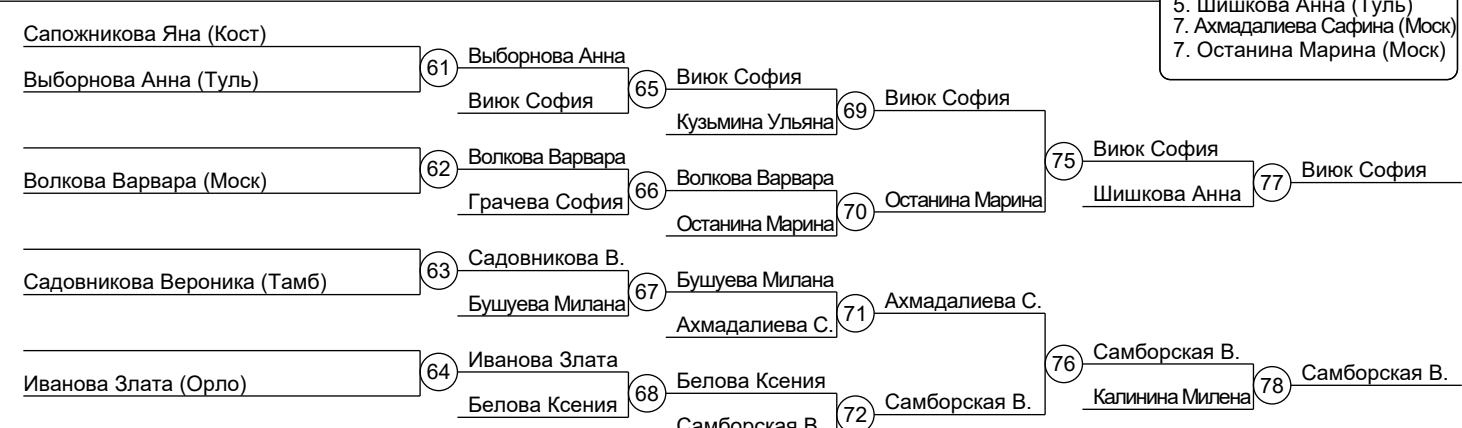 5. Шишкова Анна (Туль)
7. Ахмадалиева Сафина (Моск)
7. Останина Марина (Моск)
Сапожникова Яна (Кост)
Выборнова Анна (Туль)
61
Выборнова Анна
Виюк София
65
Виюк София
Кузьмина Ульяна
69
Виюк София
Волкова Варвара (Моск)
62
Волкова Варвара
Грачева София
66
Волкова Варвара
Останина Марина
70
Останина Марина
75
Виюк София
Шишкова Анна
77
Виюк София
Садовникова Вероника (Тамб)
63
Садовникова В.
Бушуева Милана
67
Бушуева Милана
Ахмадалиева С.
71
Ахмадалиева С.
Иванова Злата (Орло)
64
Иванова Злата
Белова Ксения
68
Белова Ксения
Самборская В.
72
Самборская В.
76
Самборская В.
Калинина Милена
78
Самборская В.